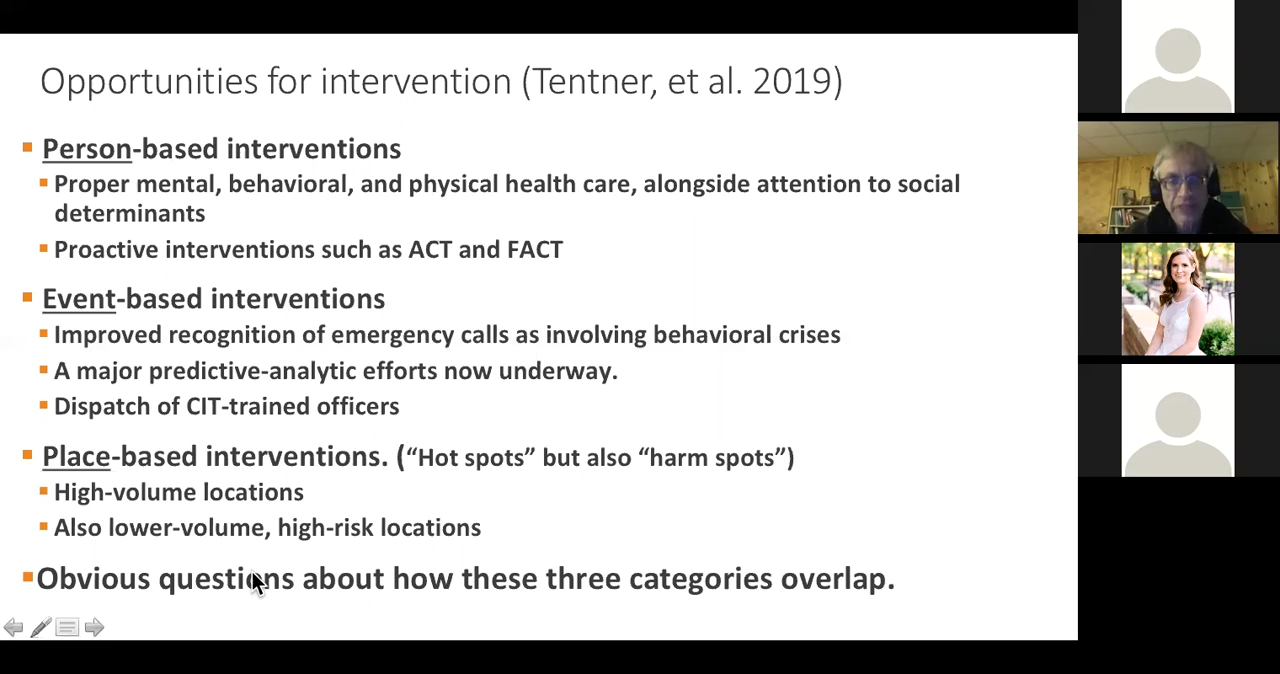 Opportunities for intervention (Tentner, et al. 2019)
Person-based interventions
Proper mental, behavioral, and physical health care, alongside attention to social
determinants
Proactive interventions such as ACT and FACT
Event-based interventions
Improved recognition of emergency calls as involving behavioral crises
A major predictive-analytic efforts now underway.
Dispatch of CIT-trained officers
Place-based interventions. (“Hot spots” but also “harm spots”)
High-volume locations
Also lower-volume, high-risk locations
Obvious questions about how these three categories overlap.